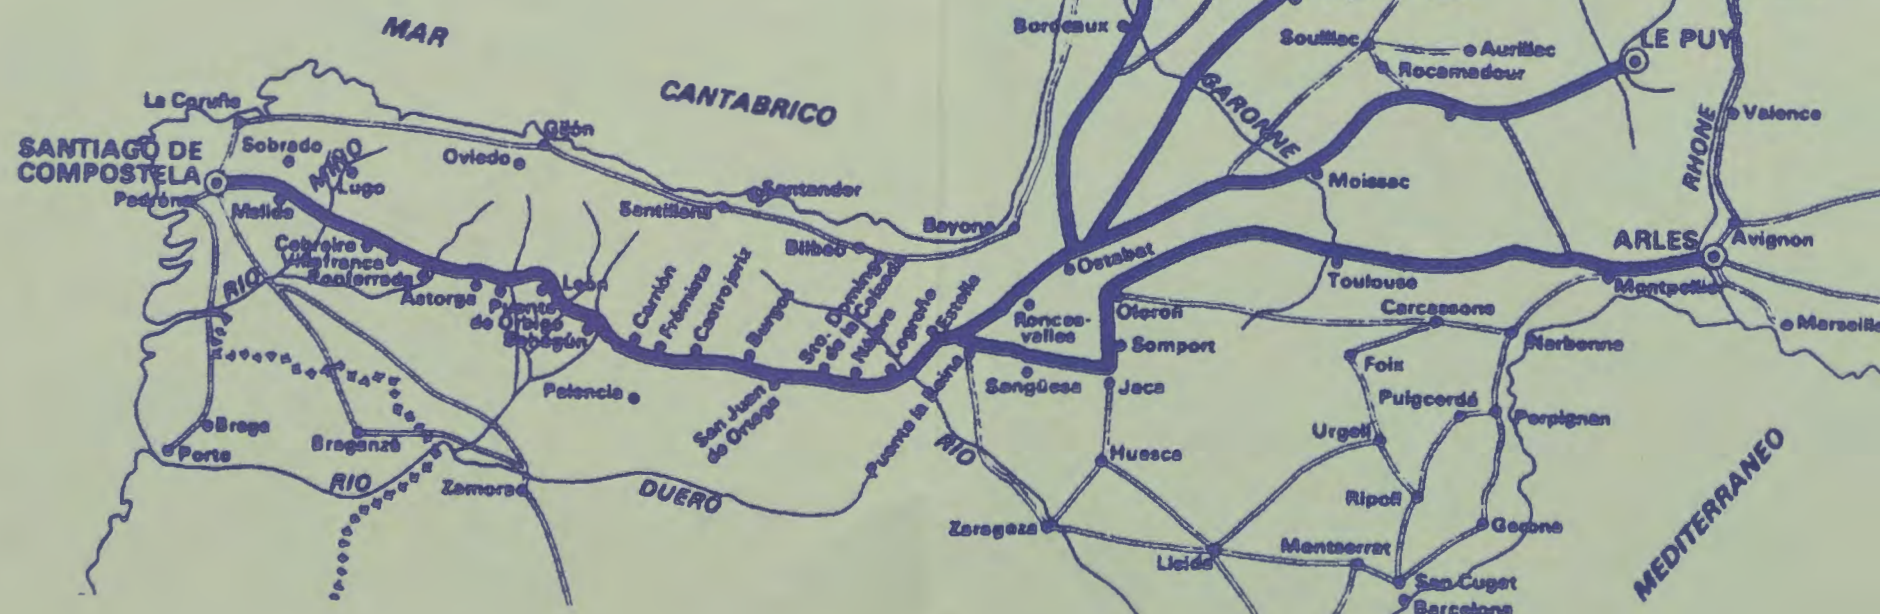 MAR
CANTABRICO
La Coruña
SANTIAGO DE
COMPOSTELA
Padrón
Sobrado
MIÑO
Lugo
Mellide
Cebreiro
Villafranca
Ponferrada
RIO
Astorga
Puente
de Orbigo
León
Sahagún
Oviedo
Gijón
Santillana
Santander
Bilbao
Bayona
Carrión
Frómista
Castrojeriz
Burgos
San Juan
de Ortega
Sto. Domingo
de la Calzada
Nájera
Logroño
Estella
Puente la Reina
Palencia
Braga
Porto
Braganza
RIO
DUERO
Zamora
Bordeaux
Souillac
Aurillac
Rocamadour
LE PUY
GARONNE
Moissac
RHONE
Valence
Ostabat
ARLES
Avignon
Toulouse
Montpellier
Marseille
Carcassone
Narbonne
Ronces-
valles
Oloron
Somport
Sangüesa
Jaca
Foix
Puigcerdá
Perpignan
Urgell
RIO
Huesca
Ripoll
Gerona
Zaragoza
Lleida
Montserrat
San Cugat
Barcelona
MEDITERRANEO